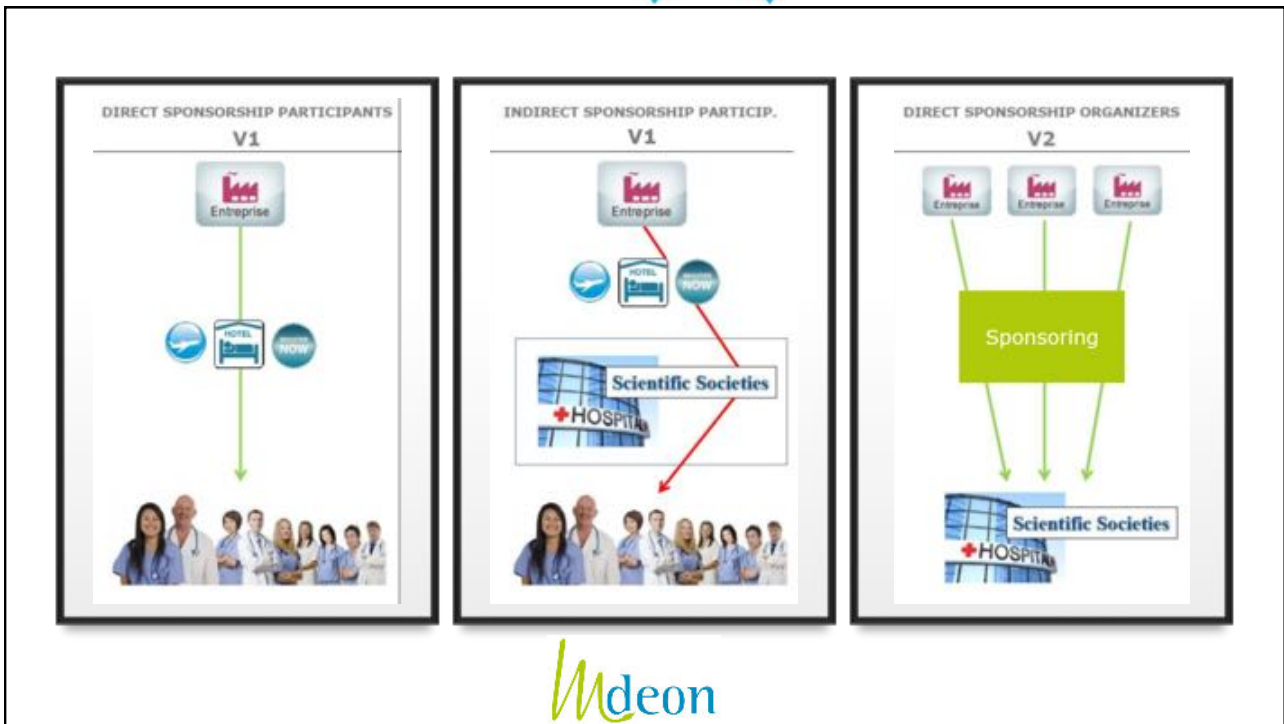 DIRECT SPONSORSHIP PARTICIPANTS
V1
Entreprise
HOTEL
NOW
INDIRECT SPONSORSHIP PARTICIP.
V1
Entreprise
HOTEL
NOW
Scientific Societies
HOSPITAL
DIRECT SPONSORSHIP ORGANIZERS
V2
Entreprise
Entreprise
Entreprise
Sponsoring
Scientific Societies
HOSPITA
Mdeon